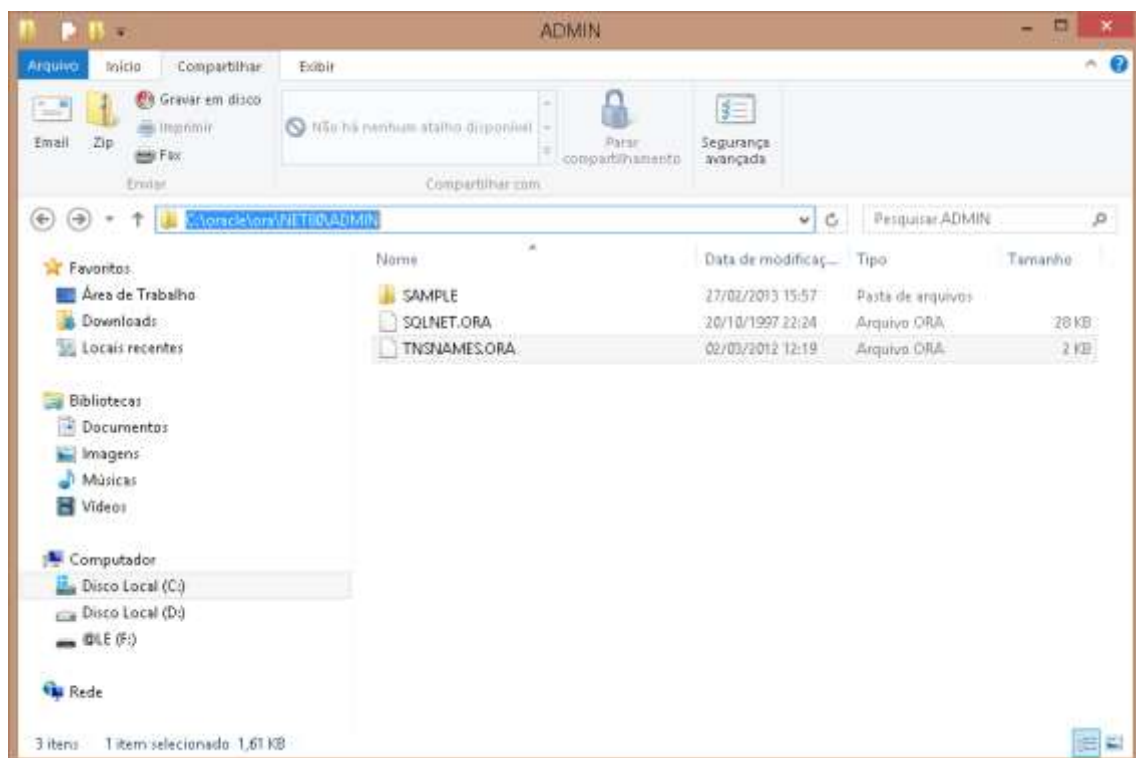 ADMIN
Arquivo Início Compartilhar Exibir
Email
Zip
Gravar em disco
Imprimir
Fax
Enviar
Não há nenhum atalho disponível
Compartilhar com
Parar compartilhamento
Segurança avançada
C:\oracle\ora\NET80\ADMIN
Pesquisar ADMIN
Favoritos
Área de Trabalho
Downloads
Locais recentes
Bibliotecas
Documentos
Imagens
Músicas
Vídeos
Computador
Disco Local (C:)
Disco Local (D:)
@LE (F:)
Rede
Nome Data de modificaç... Tipo Tamanho
SAMPLE 27/02/2013 15:57 Pasta de arquivos
SQLNET.ORA 20/10/1997 22:24 Arquivo ORA 28 KB
TNSNAMES.ORA 02/03/2012 12:19 Arquivo ORA 2 KB
3 itens 1 item selecionado 1,61 KB